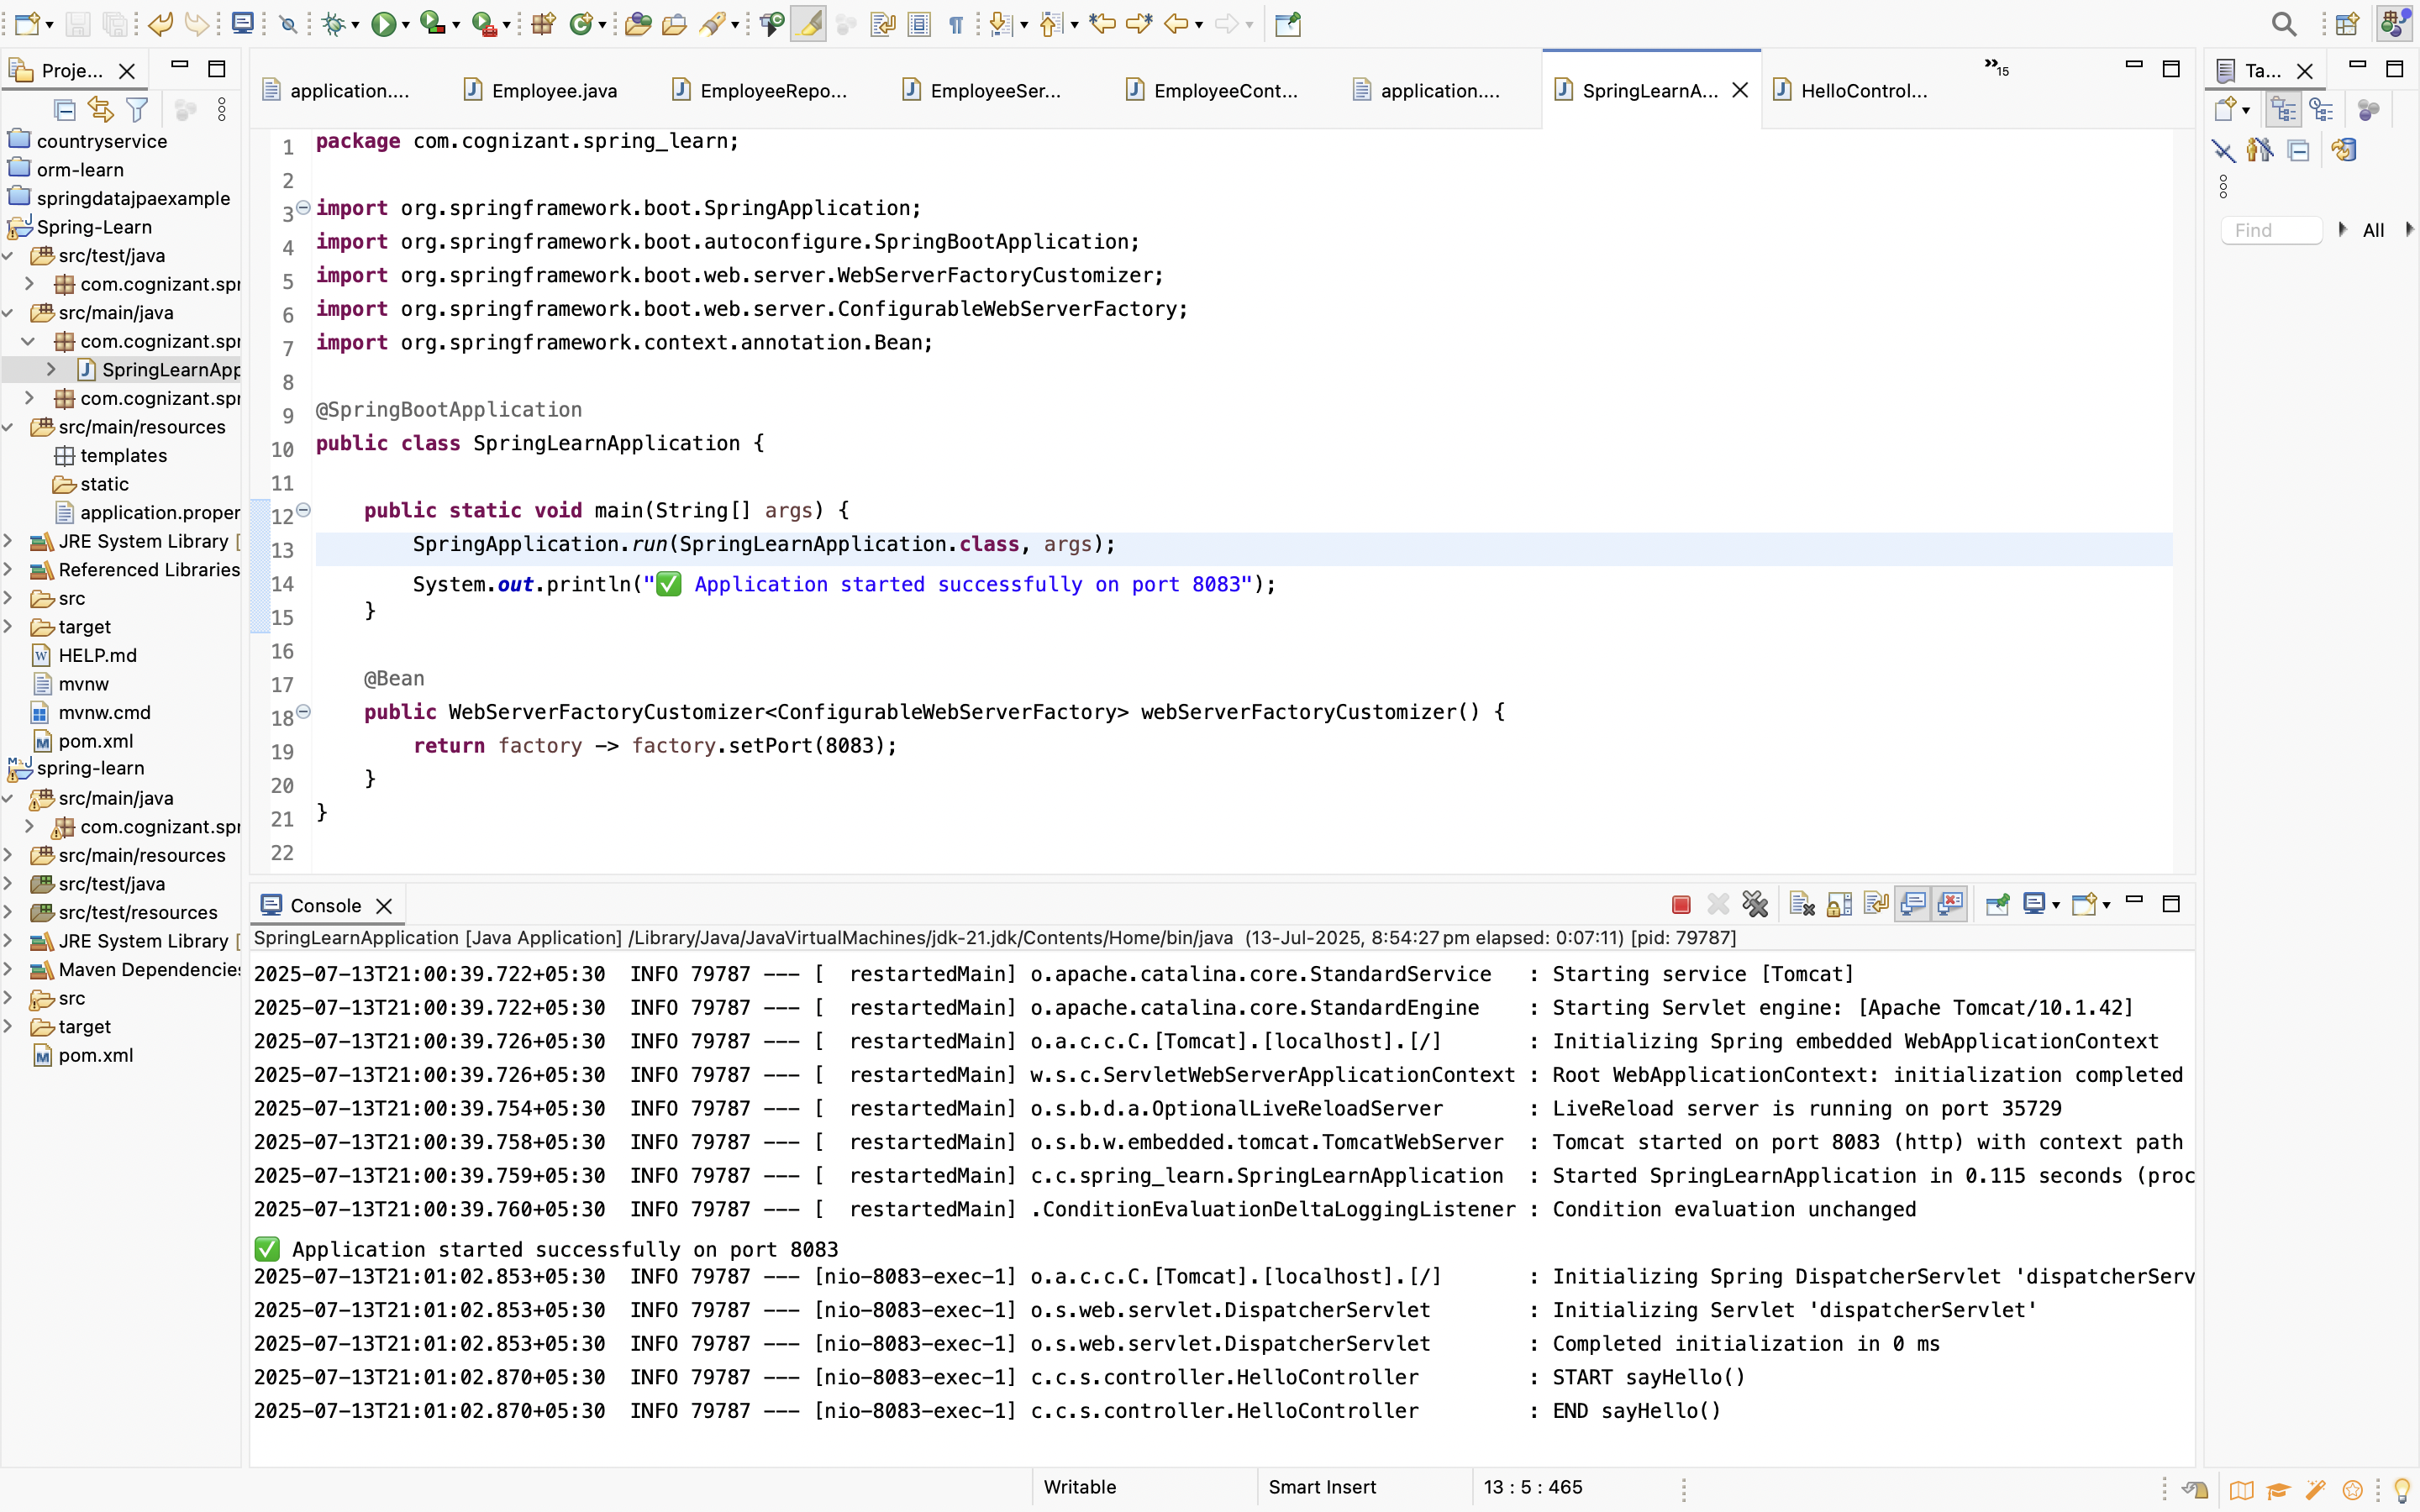 Proje...
countryservice
orm-learn
springdatajpaexample
Spring-Learn
src/test/java
com.cognizant.spr
src/main/java
com.cognizant.spr
SpringLearnApp
com.cognizant.spr
src/main/resources
templates
static
application.proper
JRE System Library [
Referenced Libraries
src
target
HELP.md
mvnw
mvnw.cmd
pom.xml
spring-learn
src/main/java
com.cognizant.spr
src/main/resources
src/test/java
src/test/resources
JRE System Library [
Maven Dependencies
src
target
pom.xml
application.... Employee.java EmployeeRepo... EmployeeSer... EmployeeCont... application.... SpringLearnA... HelloControl... »15
1 package com.cognizant.spring_learn;
2
3 import org.springframework.boot.SpringApplication;
4 import org.springframework.boot.autoconfigure.SpringBootApplication;
5 import org.springframework.boot.web.server.WebServerFactoryCustomizer;
6 import org.springframework.boot.web.server.ConfigurableWebServerFactory;
7 import org.springframework.context.annotation.Bean;
8
9 @SpringBootApplication
10 public class SpringLearnApplication {
11
12 public static void main(String[] args) {
13 SpringApplication.run(SpringLearnApplication.class, args);
14 System.out.println("✅ Application started successfully on port 8083");
15 }
16
17 @Bean
18 public WebServerFactoryCustomizer<ConfigurableWebServerFactory> webServerFactoryCustomizer() {
19 return factory -> factory.setPort(8083);
20 }
21 }
22
Console
SpringLearnApplication [Java Application] /Library/Java/JavaVirtualMachines/jdk-21.jdk/Contents/Home/bin/java (13-Jul-2025, 8:54:27 pm elapsed: 0:07:11) [pid: 79787]
2025-07-13T21:00:39.722+05:30 INFO 79787 --- [ restartedMain] o.apache.catalina.core.StandardService : Starting service [Tomcat]
2025-07-13T21:00:39.722+05:30 INFO 79787 --- [ restartedMain] o.apache.catalina.core.StandardEngine : Starting Servlet engine: [Apache Tomcat/10.1.42]
2025-07-13T21:00:39.726+05:30 INFO 79787 --- [ restartedMain] o.a.c.c.C.[Tomcat].[localhost].[/] : Initializing Spring embedded WebApplicationContext
2025-07-13T21:00:39.726+05:30 INFO 79787 --- [ restartedMain] w.s.c.ServletWebServerApplicationContext : Root WebApplicationContext: initialization completed
2025-07-13T21:00:39.754+05:30 INFO 79787 --- [ restartedMain] o.s.b.d.a.OptionalLiveReloadServer : LiveReload server is running on port 35729
2025-07-13T21:00:39.758+05:30 INFO 79787 --- [ restartedMain] o.s.b.w.embedded.tomcat.TomcatWebServer : Tomcat started on port 8083 (http) with context path
2025-07-13T21:00:39.759+05:30 INFO 79787 --- [ restartedMain] c.c.spring_learn.SpringLearnApplication : Started SpringLearnApplication in 0.115 seconds (proc
2025-07-13T21:00:39.760+05:30 INFO 79787 --- [ restartedMain] .ConditionEvaluationDeltaLoggingListener : Condition evaluation unchanged
✅ Application started successfully on port 8083
2025-07-13T21:01:02.853+05:30 INFO 79787 --- [nio-8083-exec-1] o.a.c.c.C.[Tomcat].[localhost].[/] : Initializing Spring DispatcherServlet 'dispatcherServ
2025-07-13T21:01:02.853+05:30 INFO 79787 --- [nio-8083-exec-1] o.s.web.servlet.DispatcherServlet : Initializing Servlet 'dispatcherServlet'
2025-07-13T21:01:02.853+05:30 INFO 79787 --- [nio-8083-exec-1] o.s.web.servlet.DispatcherServlet : Completed initialization in 0 ms
2025-07-13T21:01:02.870+05:30 INFO 79787 --- [nio-8083-exec-1] c.c.s.controller.HelloController : START sayHello()
2025-07-13T21:01:02.870+05:30 INFO 79787 --- [nio-8083-exec-1] c.c.s.controller.HelloController : END sayHello()
Ta...
Find All
Writable Smart Insert 13 : 5 : 465